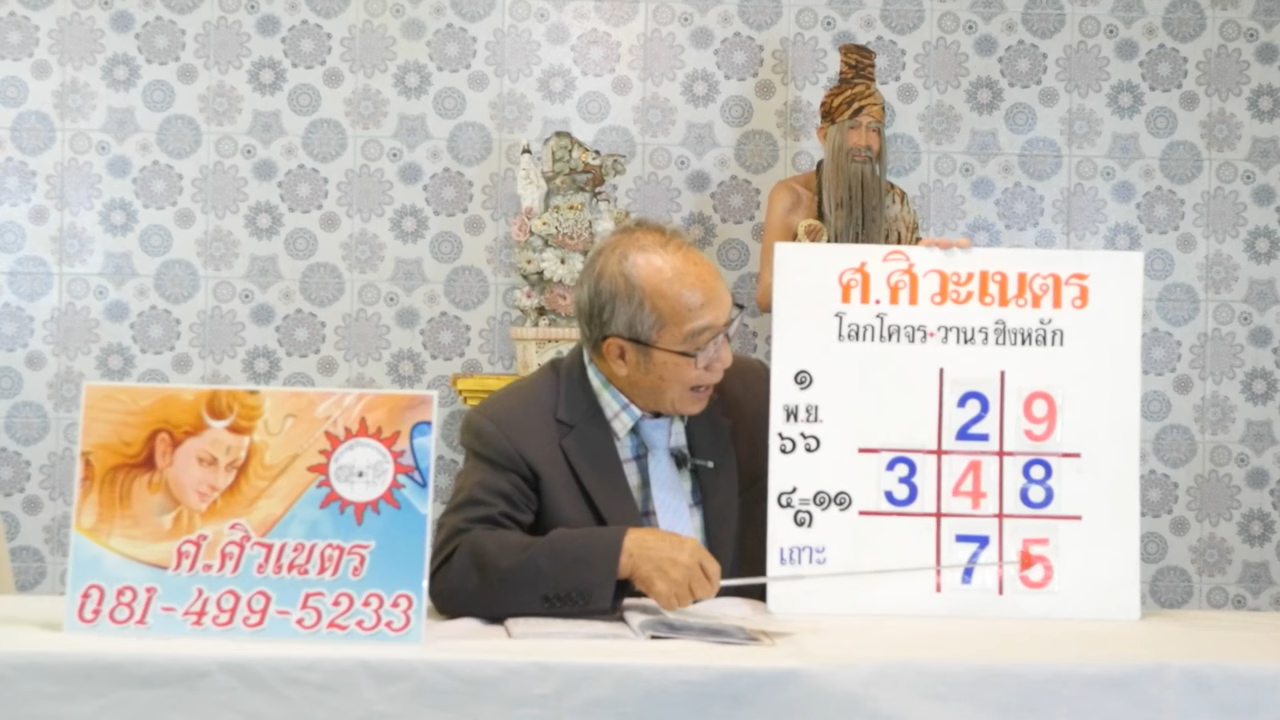 ศ.ศิวะเนตร
โลกโคจร+วานรชิงหลัก
๑
พ.ย.
๖๖
๔=๑๑
๓
เถาะ
2 9
3 4 8
7 5
ศ.ศิวเนตร
081-499-5233